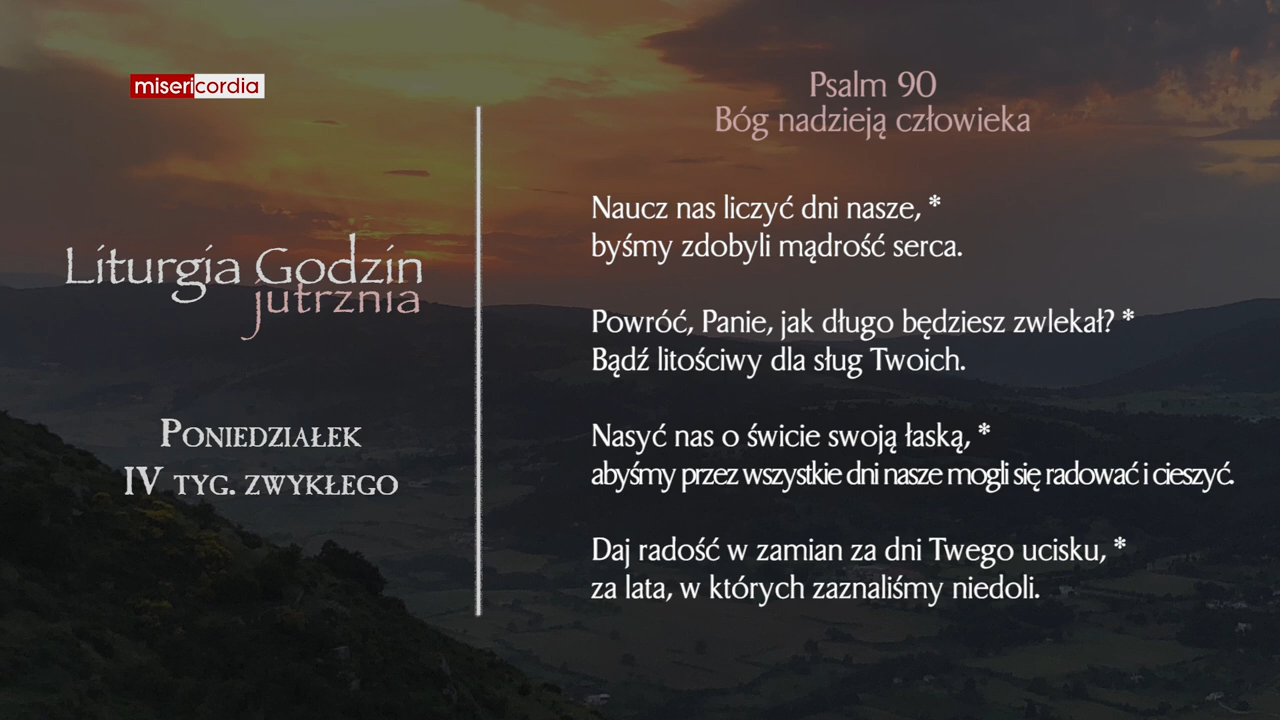 misericordia
Liturgia Godzin
jutrznia
Poniedziałek
IV tyg. zwykłego
Psalm 90
Bóg nadzieją człowieka
Naucz nas liczyć dni nasze, *
byśmy zdobyli mądrość serca.
Powróć, Panie, jak długo będziesz zwlekał? *
Bądź litościwy dla sług Twoich.
Nasyć nas o świcie swoją łaską, *
abyśmy przez wszystkie dni nasze mogli się radować i cieszyć.
Daj radość w zamian za dni Twego ucisku, *
za lata, w których zaznaliśmy niedoli.